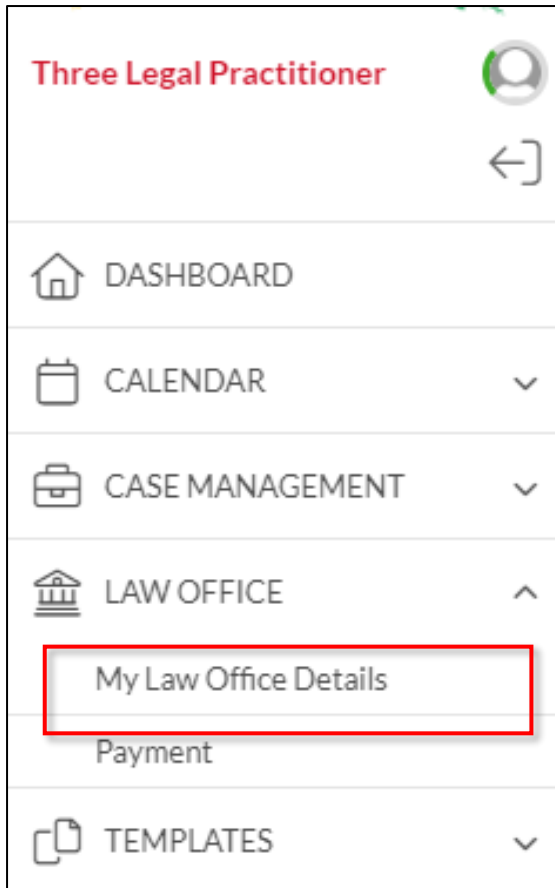 Three Legal Practitioner
DASHBOARD
CALENDAR
CASE MANAGEMENT
LAW OFFICE
My Law Office Details
Payment
TEMPLATES